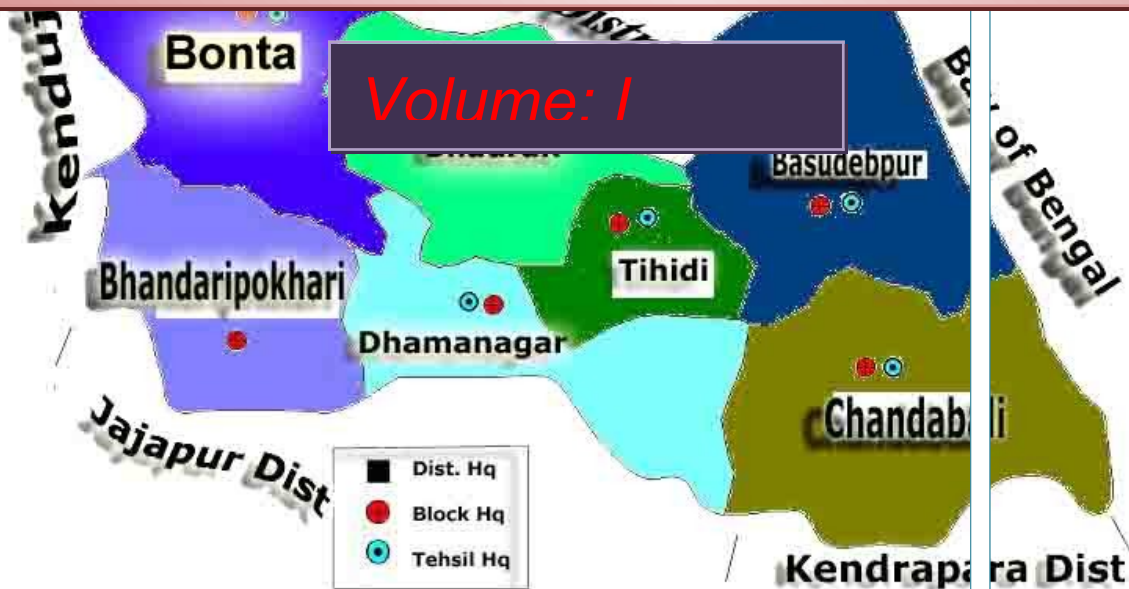 Kenduj
Bonta
Volume: I
Bay of Bengal
Basudebpur
Tihidi
Bhandaripokhari
Dhamanagar
Chandabali
Jajapur Dist
Dist. Hq
Block Hq
Tehsil Hq
Kendrapara Dist